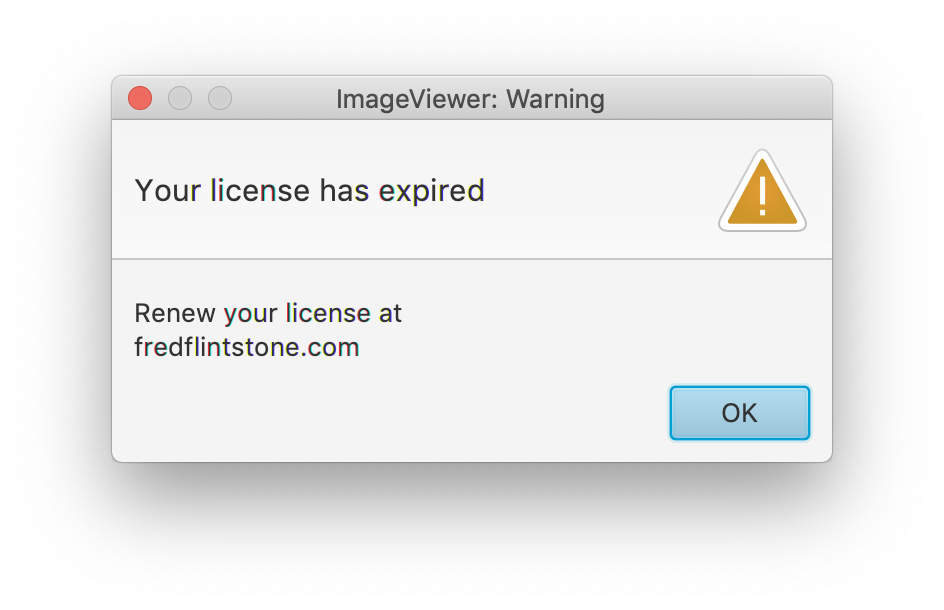 ImageViewer: Warning
Your license has expired
Renew your license at
fredflintstone.com
OK